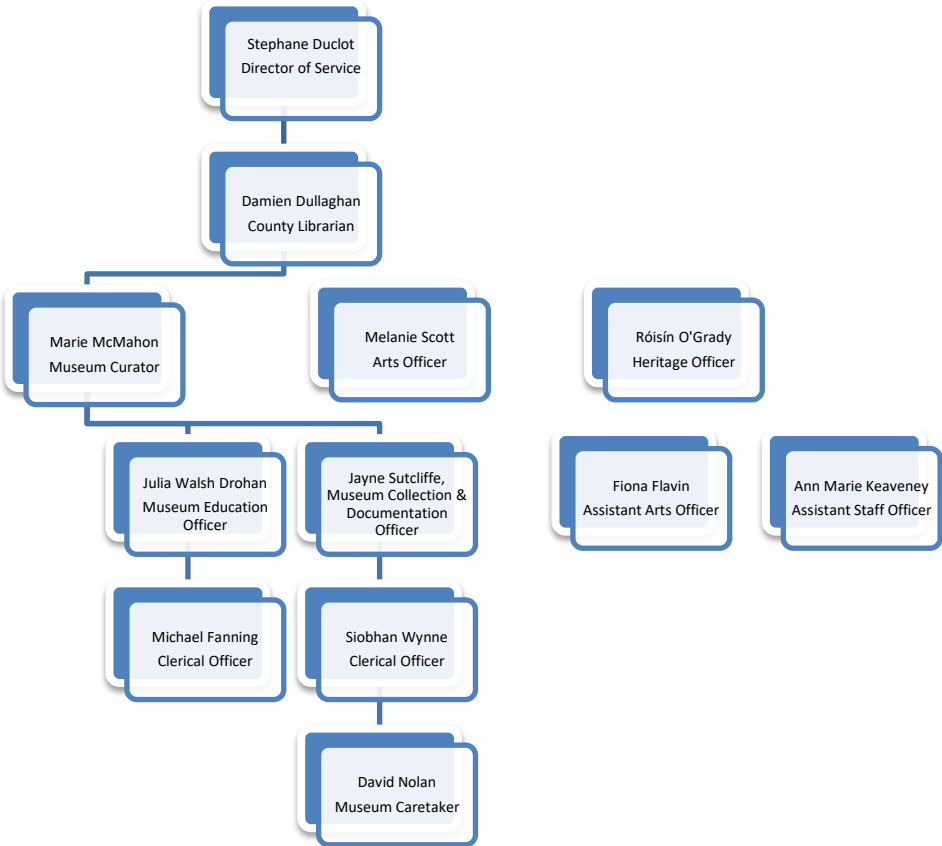 Stephane Duclot
Director of Service
Damien Dullaghan
County Librarian
Marie McMahon
Museum Curator
Melanie Scott
Arts Officer
Róisín O'Grady
Heritage Officer
Julia Walsh Drohan
Museum Education
Officer
Jayne Sutcliffe,
Museum Collection &
Documentation
Officer
Fiona Flavin
Assistant Arts Officer
Ann Marie Keaveney
Assistant Staff Officer
Michael Fanning
Clerical Officer
Siobhan Wynne
Clerical Officer
David Nolan
Museum Caretaker